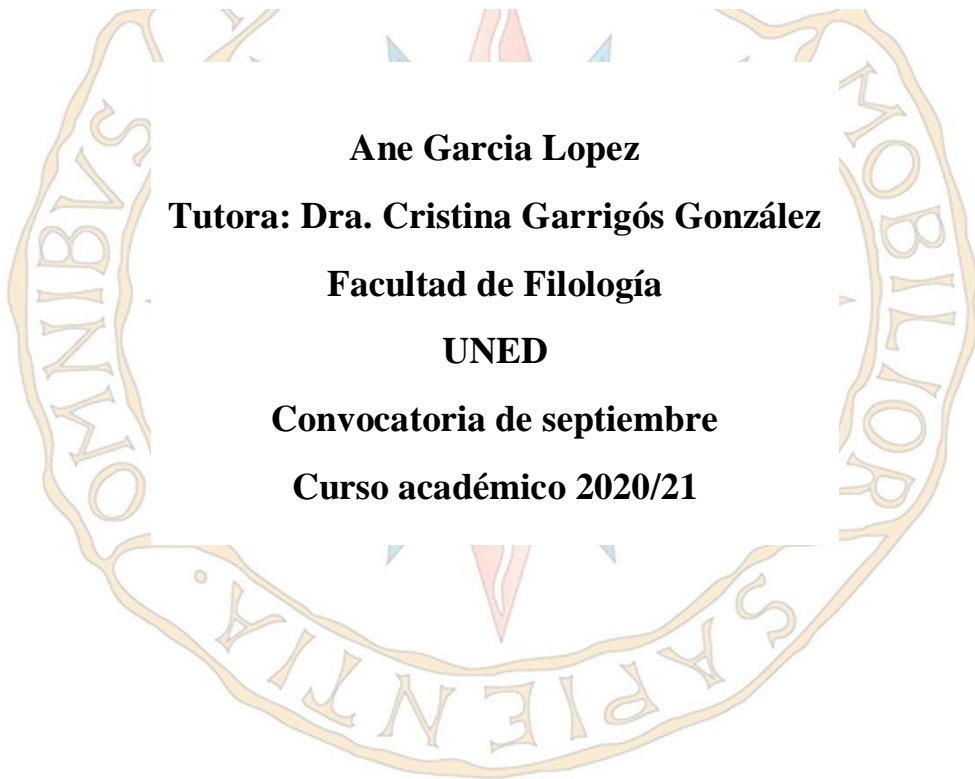 Ane Garcia Lopez
Tutora: Dra. Cristina Garrigós González
Facultad de Filología
UNED
Convocatoria de septiembre
Curso académico 2020/21
OMNIBVS
MOBILIOR
SAPIENTIA.